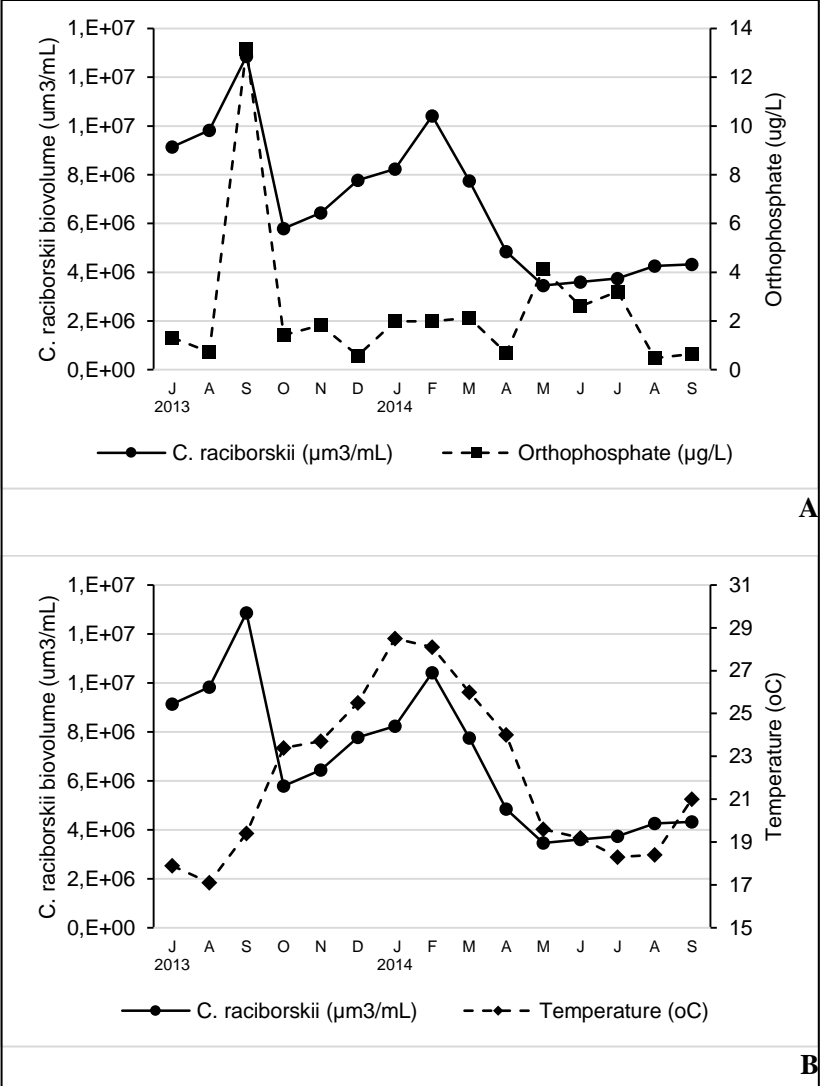 C. raciborskii biovolume (um3/mL)
1,E+07
1,E+07
1,E+07
8,E+06
6,E+06
4,E+06
2,E+06
0,E+00
14
12
10
8
6
4
2
0
Orthophosphate (ug/L)
J A S O N D J F M A M J J A S
2013 2014
C. raciborskii (µm3/mL) Orthophosphate (µg/L)
A
C. raciborskii biovolume (um3/mL)
1,E+07
1,E+07
1,E+07
8,E+06
6,E+06
4,E+06
2,E+06
0,E+00
31
29
27
25
23
21
19
17
15
Temperature (oC)
J A S O N D J F M A M J J A S
2013 2014
C. raciborskii (µm3/mL) Temperature (oC)
B